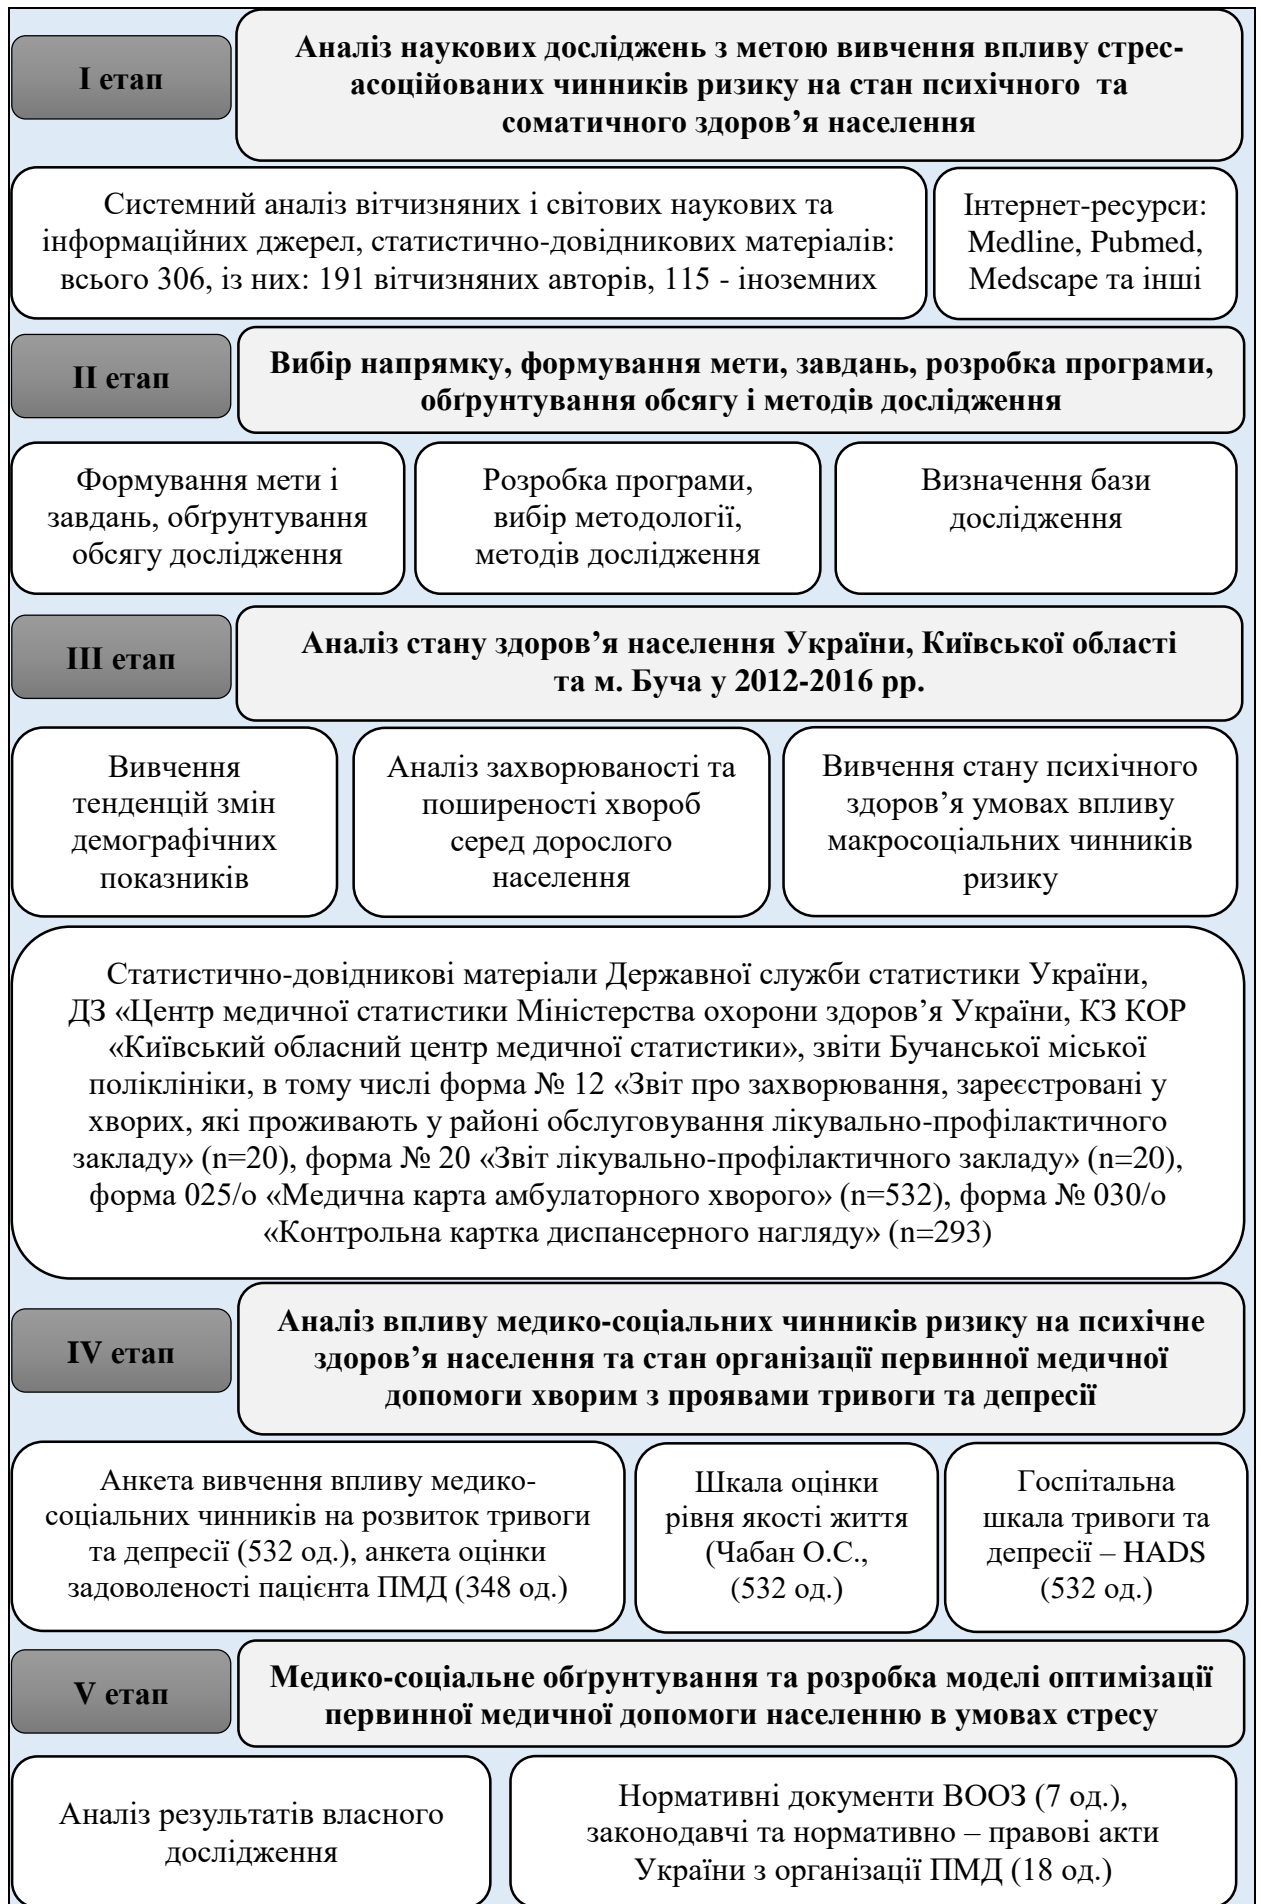 I етап
Аналіз наукових досліджень з метою вивчення впливу стрес-
асоційованих чинників ризику на стан психічного та
соматичного здоров’я населення
Системний аналіз вітчизняних і світових наукових та
інформаційних джерел, статистично-довідникових матеріалів:
всього 306, із них: 191 вітчизняних авторів, 115 - іноземних
Інтернет-ресурси:
Medline, Pubmed,
Medscape та інші
II етап
Вибір напрямку, формування мети, завдань, розробка програми,
обґрунтування обсягу і методів дослідження
Формування мети і
завдань, обґрунтування
обсягу дослідження
Розробка програми,
вибір методології,
методів дослідження
Визначення бази
дослідження
III етап
Аналіз стану здоров’я населення України, Київської області
та м. Буча у 2012-2016 рр.
Вивчення
тенденцій змін
демографічних
показників
Аналіз захворюваності та
поширеності хвороб
серед дорослого
населення
Вивчення стану психічного
здоров’я умовах впливу
макросоціальних чинників
ризику
Статистично-довідникові матеріали Державної служби статистики України,
ДЗ «Центр медичної статистики Міністерства охорони здоров’я України, КЗ КОР
«Київський обласний центр медичної статистики», звіти Бучанської міської
поліклініки, в тому числі форма № 12 «Звіт про захворювання, зареєстровані у
хворих, які проживають у районі обслуговування лікувально-профілактичного
закладу» (n=20), форма № 20 «Звіт лікувально-профілактичного закладу» (n=20),
форма 025/о «Медична карта амбулаторного хворого» (n=532), форма № 030/о
«Контрольна картка диспансерного нагляду» (n=293)
IV етап
Аналіз впливу медико-соціальних чинників ризику на психічне
здоров’я населення та стан організації первинної медичної
допомоги хворим з проявами тривоги та депресії
Анкета вивчення впливу медико-
соціальних чинників на розвиток тривоги
та депресії (532 од.), анкета оцінки
задоволеності пацієнта ПМД (348 од.)
Шкала оцінки
рівня якості життя
(Чабан О.С.,
(532 од.)
Госпітальна
шкала тривоги та
депресії – HADS
(532 од.)
V етап
Медико-соціальне обґрунтування та розробка моделі оптимізації
первинної медичної допомоги населенню в умовах стресу
Аналіз результатів власного
дослідження
Нормативні документи ВООЗ (7 од.),
законодавчі та нормативно – правові акти
України з організації ПМД (18 од.)